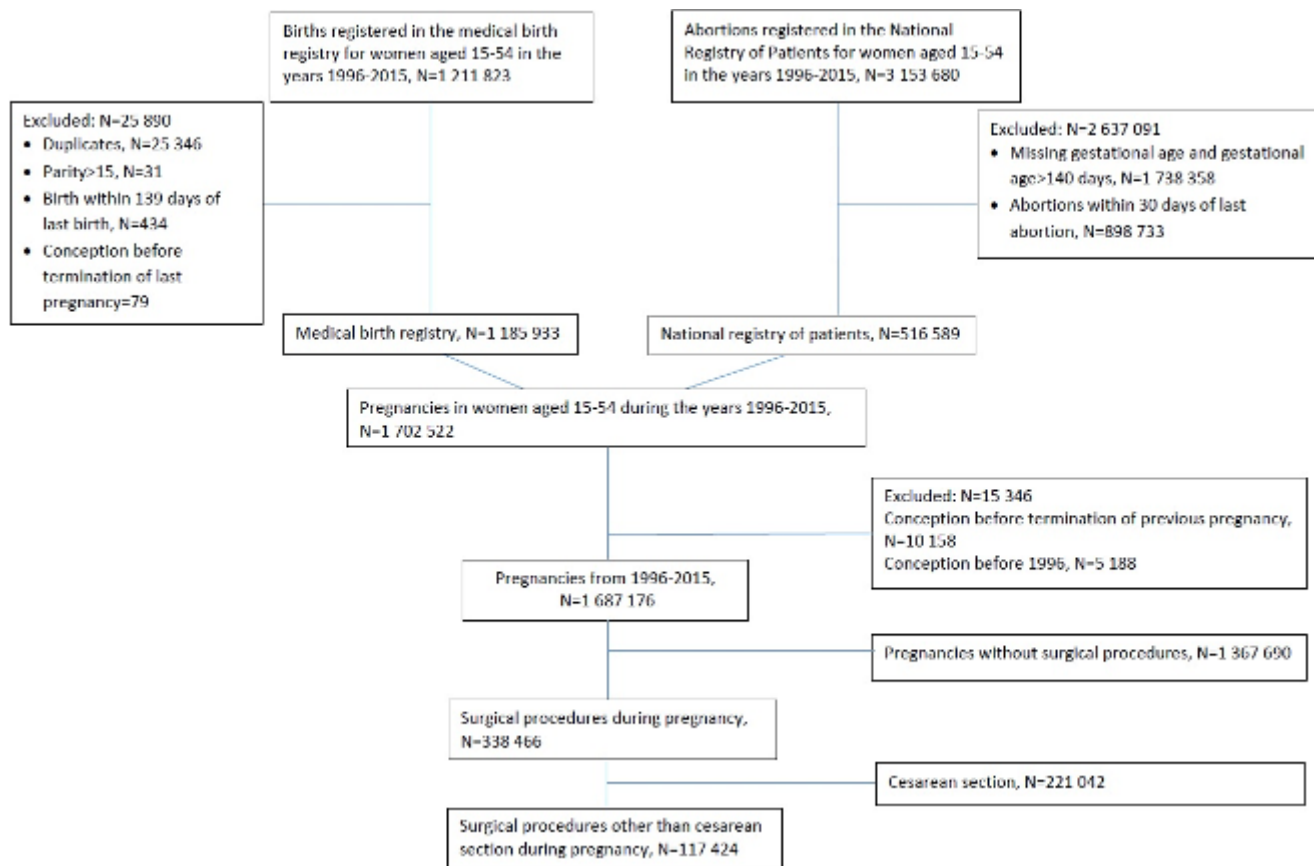 Births registered in the medical birth
registry for women aged 15-54 in the
years 1996-2015, N=1 211 823
Abortions registered in the National
Registry of Patients for women aged 15-54
in the years 1996-2015, N=3 153 680
Excluded: N=25 890
• Duplicates, N=25 346
• Parity>15, N=31
• Birth within 139 days of
last birth, N=434
• Conception before
termination of last
pregnancy=79
Excluded: N=2 637 091
• Missing gestational age and gestational
age>140 days, N=1 738 358
• Abortions within 30 days of last
abortion, N=898 733
Medical birth registry, N=1 185 933
National registry of patients, N=516 589
Pregnancies in women aged 15-54 during the years 1996-2015,
N=1 702 522
Excluded: N=15 346
Conception before termination of previous pregnancy,
N=10 158
Conception before 1996, N=5 188
Pregnancies from 1996-2015,
N=1 687 176
Pregnancies without surgical procedures, N=1 367 690
Surgical procedures during pregnancy,
N=338 466
Cesarean section, N=221 042
Surgical procedures other than cesarean
section during pregnancy, N=117 424